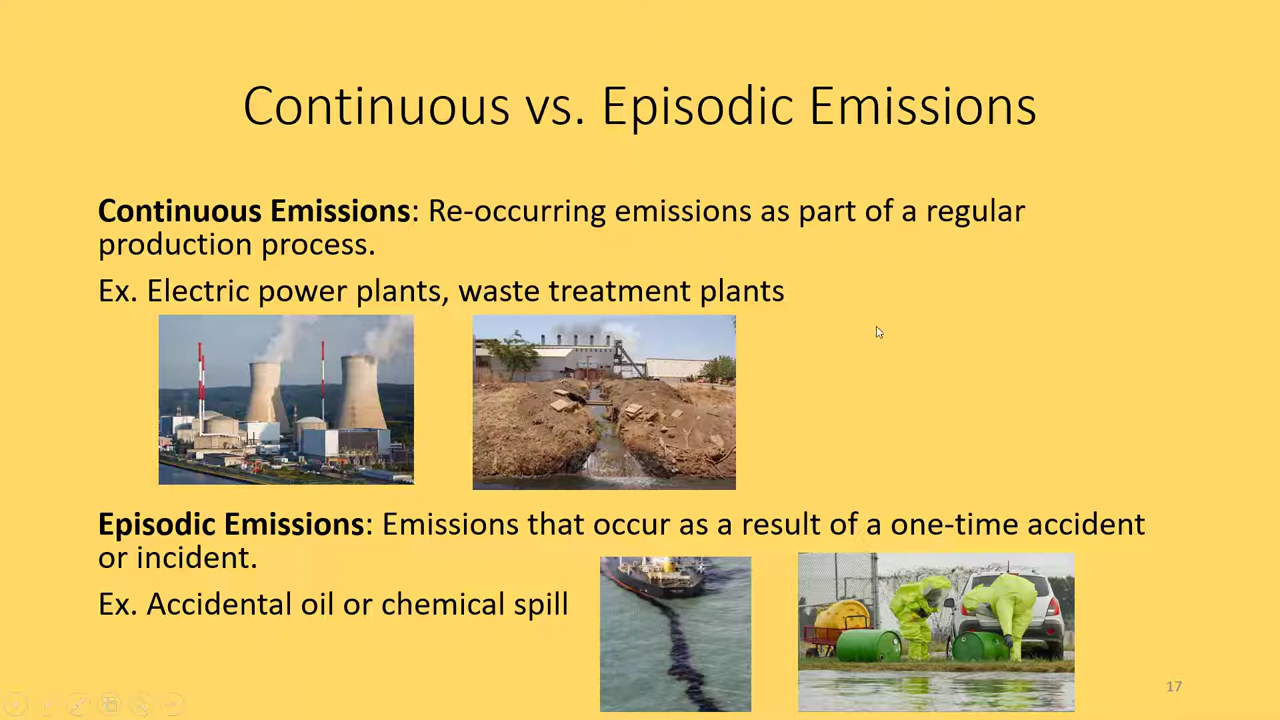 Continuous vs. Episodic Emissions
Continuous Emissions: Re-occurring emissions as part of a regular
production process.
Ex. Electric power plants, waste treatment plants
Episodic Emissions: Emissions that occur as a result of a one-time accident
or incident.
Ex. Accidental oil or chemical spill
17